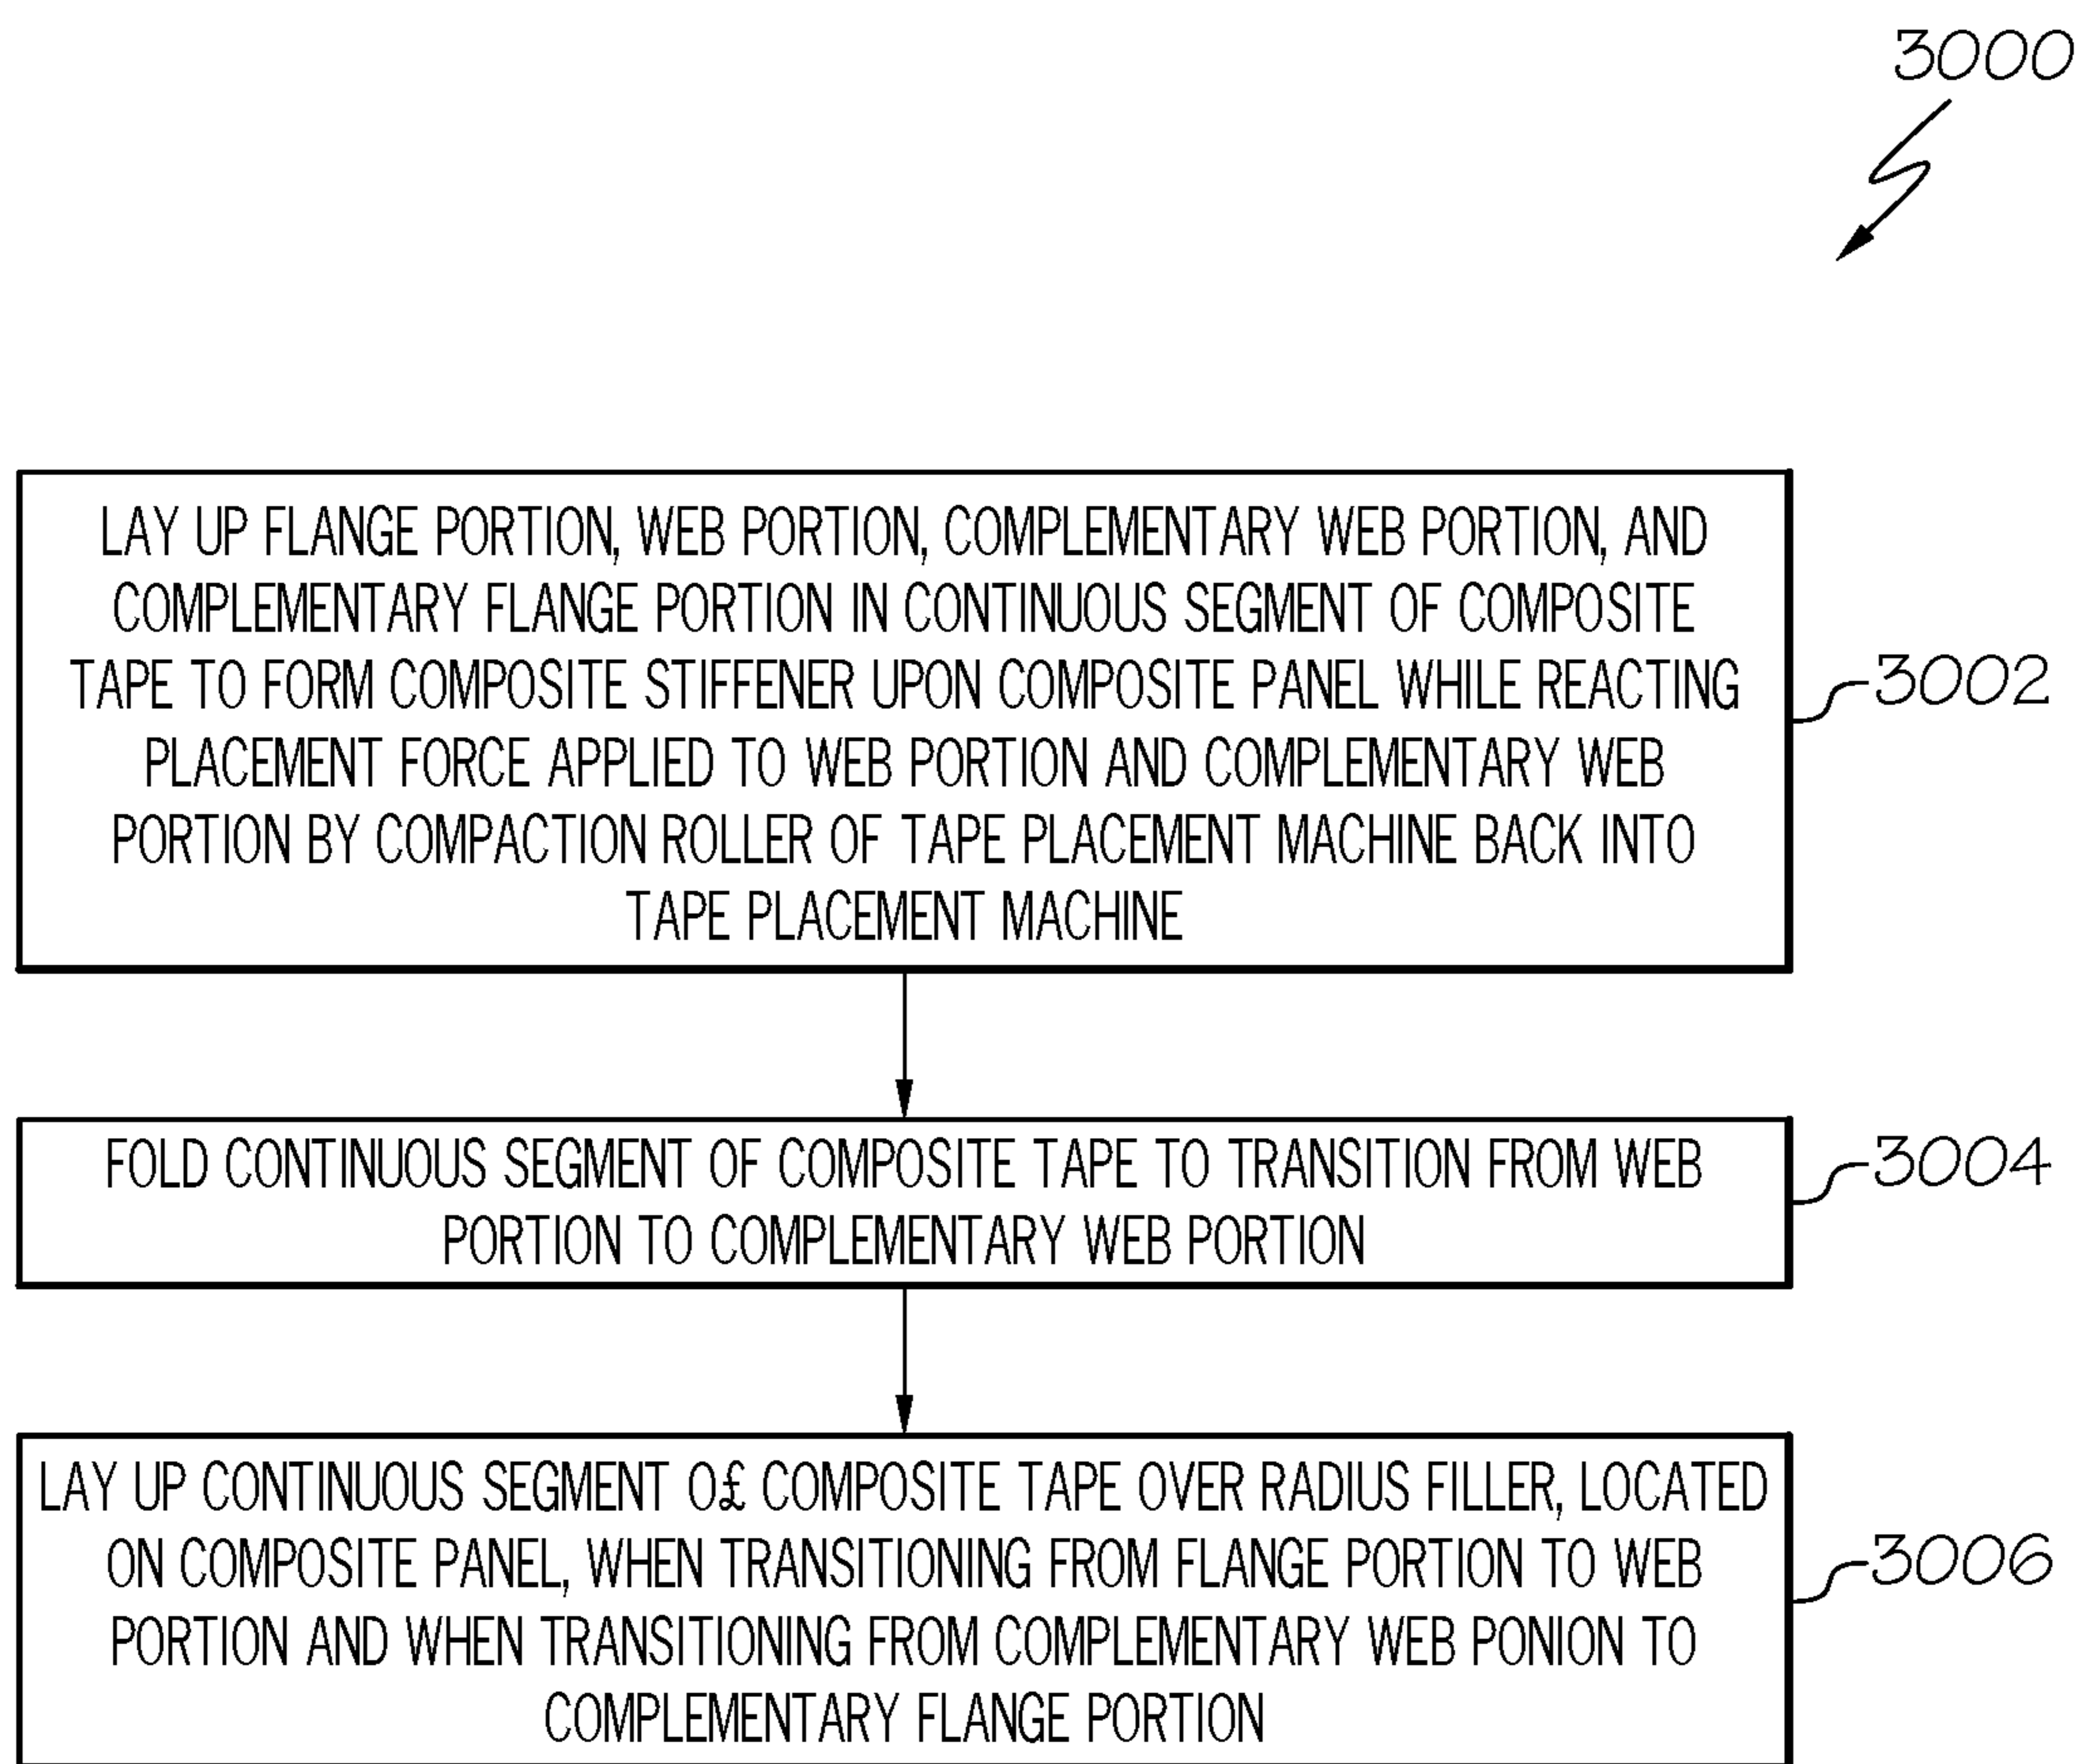 3000
LAY UP FLANGE PORTION, WEB PORTION, COMPLEMENTARY WEB PORTION, AND
COMPLEMENTARY FLANGE PORTION IN CONTINUOUS SEGMENT OF COMPOSITE
TAPE TO FORM COMPOSITE STIFFENER UPON COMPOSITE PANEL WHILE REACTING
PLACEMENT FORCE APPLIED TO WEB PORTION AND COMPLEMENTARY WEB
PORTION BY COMPACTION ROLLER OF TAPE PLACEMENT MACHINE BACK INTO
TAPE PLACEMENT MACHINE
3002
FOLD CONTINUOUS SEGMENT OF COMPOSITE TAPE TO TRANSITION FROM WEB
PORTION TO COMPLEMENTARY WEB PORTION
3004
LAY UP CONTINUOUS SEGMENT O£ COMPOSITE TAPE OVER RADIUS FILLER, LOCATED
ON COMPOSITE PANEL, WHEN TRANSITIONING FROM FLANGE PORTION TO WEB
PORTION AND WHEN TRANSITIONING FROM COMPLEMENTARY WEB PONION TO
COMPLEMENTARY FLANGE PORTION
3006